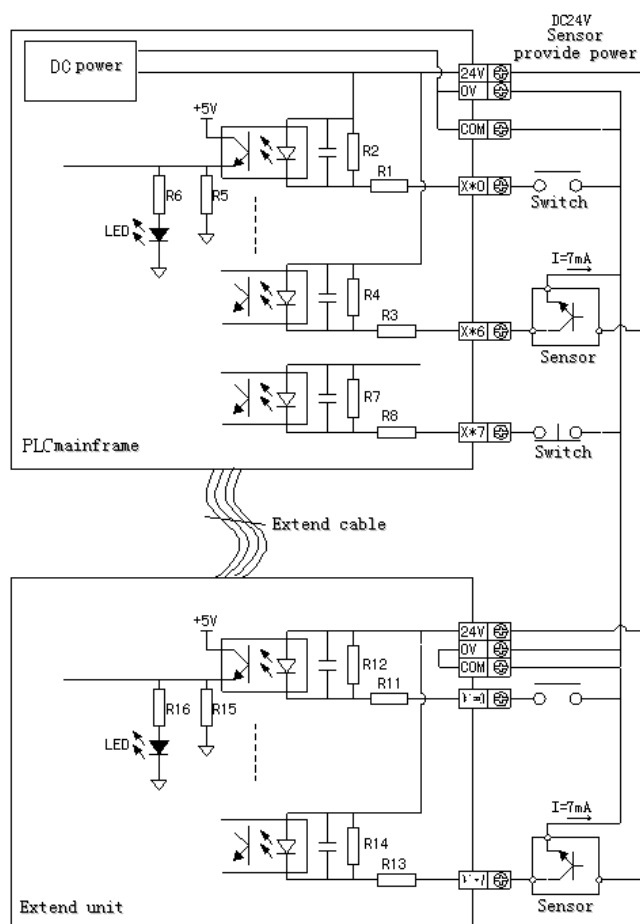 DC24V
Sensor
provide power
DC power
24V
0V
+5V
COM
R2
R1
X*0
R6
R5
Switch
LED
I=7mA
R4
R3
X*6
Sensor
R7
R8
X*7
PLCmainframe
Switch
Extend cable
+5V
24V
0V
R12
COM
R11
R16
R15
LED
I=7mA
R14
R13
Extend unit
Sensor